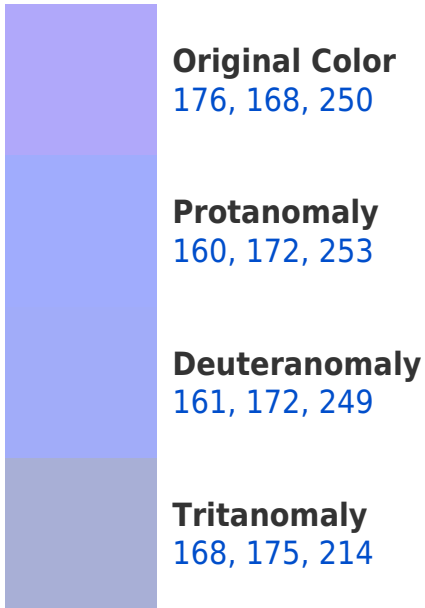 Original Color
176, 168, 250
Protanomaly
160, 172, 253
Deuteranomaly
161, 172, 249
Tritanomaly
168, 175, 214